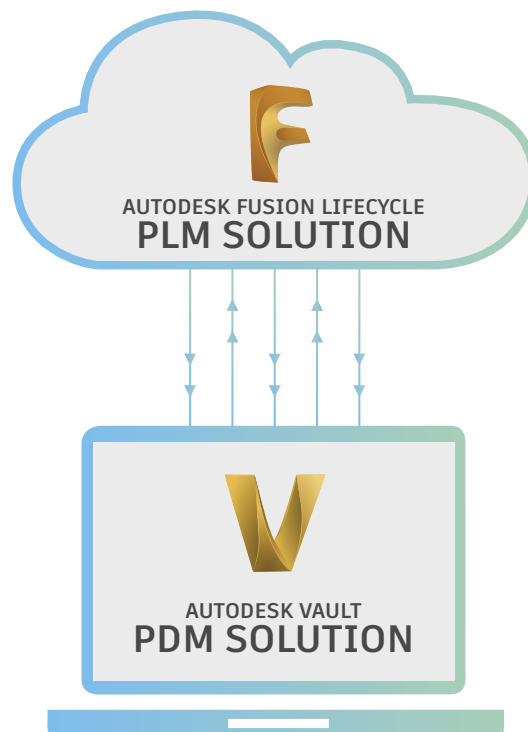 F
AUTODESK FUSION LIFECYCLE
PLM SOLUTION
V
AUTODESK VAULT
PDM SOLUTION